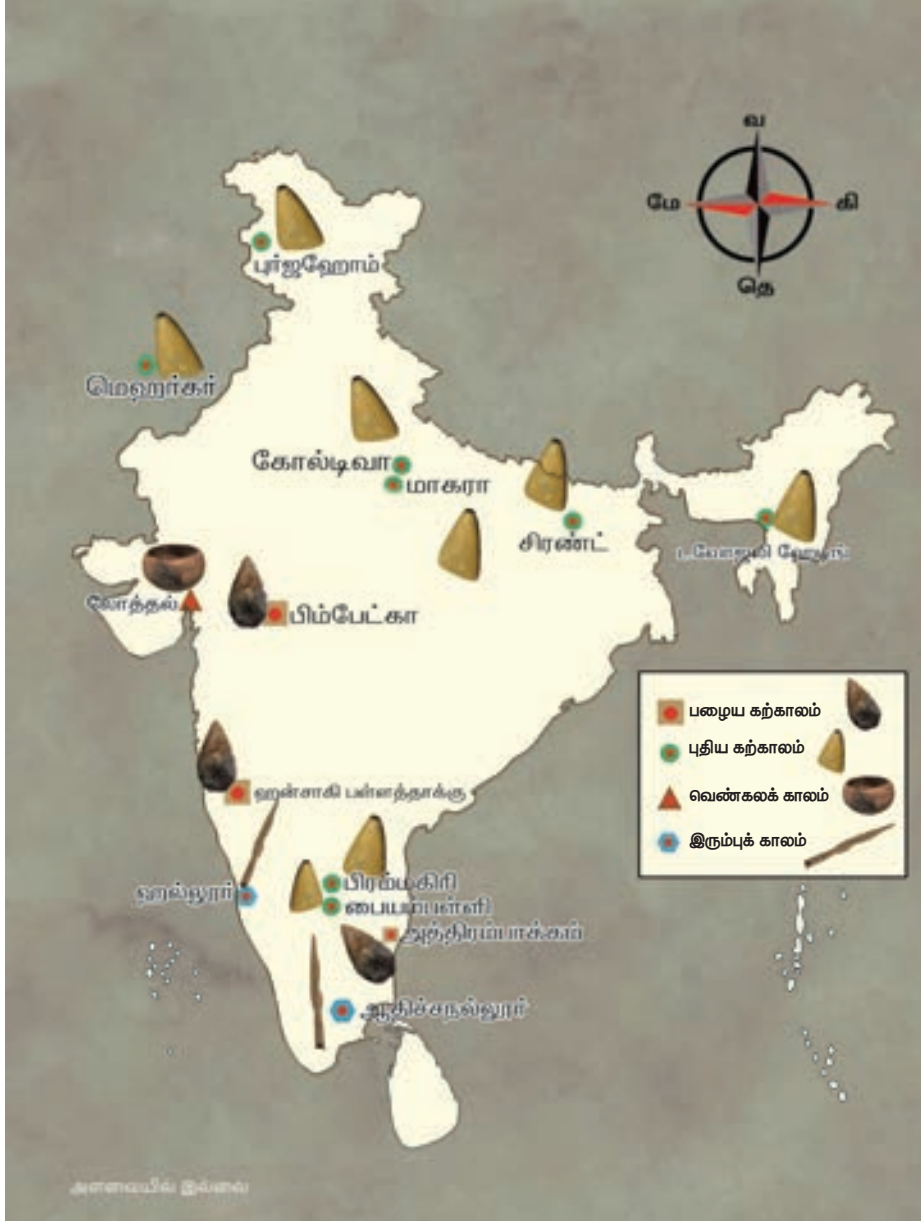 வ
மே
கி
தெ
புர்ஜஹோம்
மெஹர்கர்
கோல்டிவா
மாகரா
சிரண்ட்
லோத்தல்
பிம்பேட்கா
பழைய கற்காலம்
புதிய கற்காலம்
வெண்கலக் காலம்
இரும்புக் காலம்
ஹன்சாகி பள்ளத்தாக்கு
பிரம்மகிரி
ஹல்லூர்
பையம்பள்ளி
அத்திரம்பாக்கம்
ஆதிச்சநல்லூர்
அளவையில் இல்லை